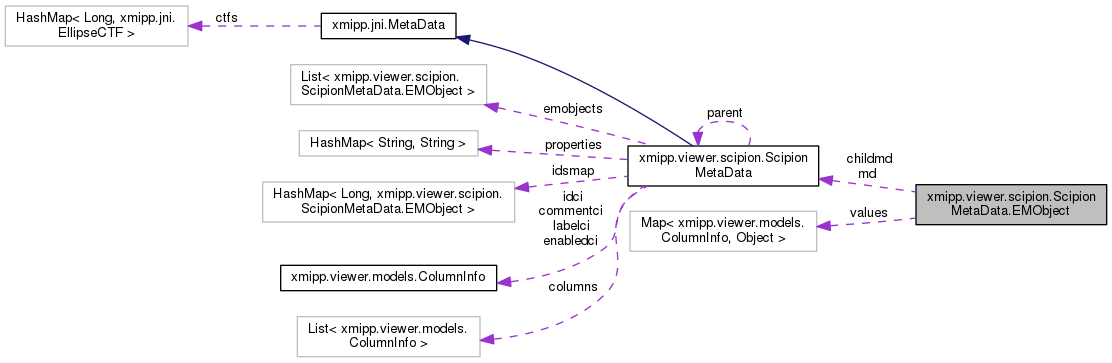 HashMap< Long, xmipp.jni.
EllipseCTF >
ctfs
xmipp.jni.MetaData
List< xmipp.viewer.scipion.
ScipionMetaData.EMObject >
emobjects
parent
HashMap< String, String >
properties
xmipp.viewer.scipion.Scipion
MetaData
childmd
md
idsmap
HashMap< Long, xmipp.viewer.scipion.
ScipionMetaData.EMObject >
xmipp.viewer.scipion.Scipion
MetaData.EMObject
idci
commentci
labelci
enabledci
values
Map< xmipp.viewer.models.
ColumnInfo, Object >
xmipp.viewer.models.ColumnInfo
columns
List< xmipp.viewer.models.
ColumnInfo >